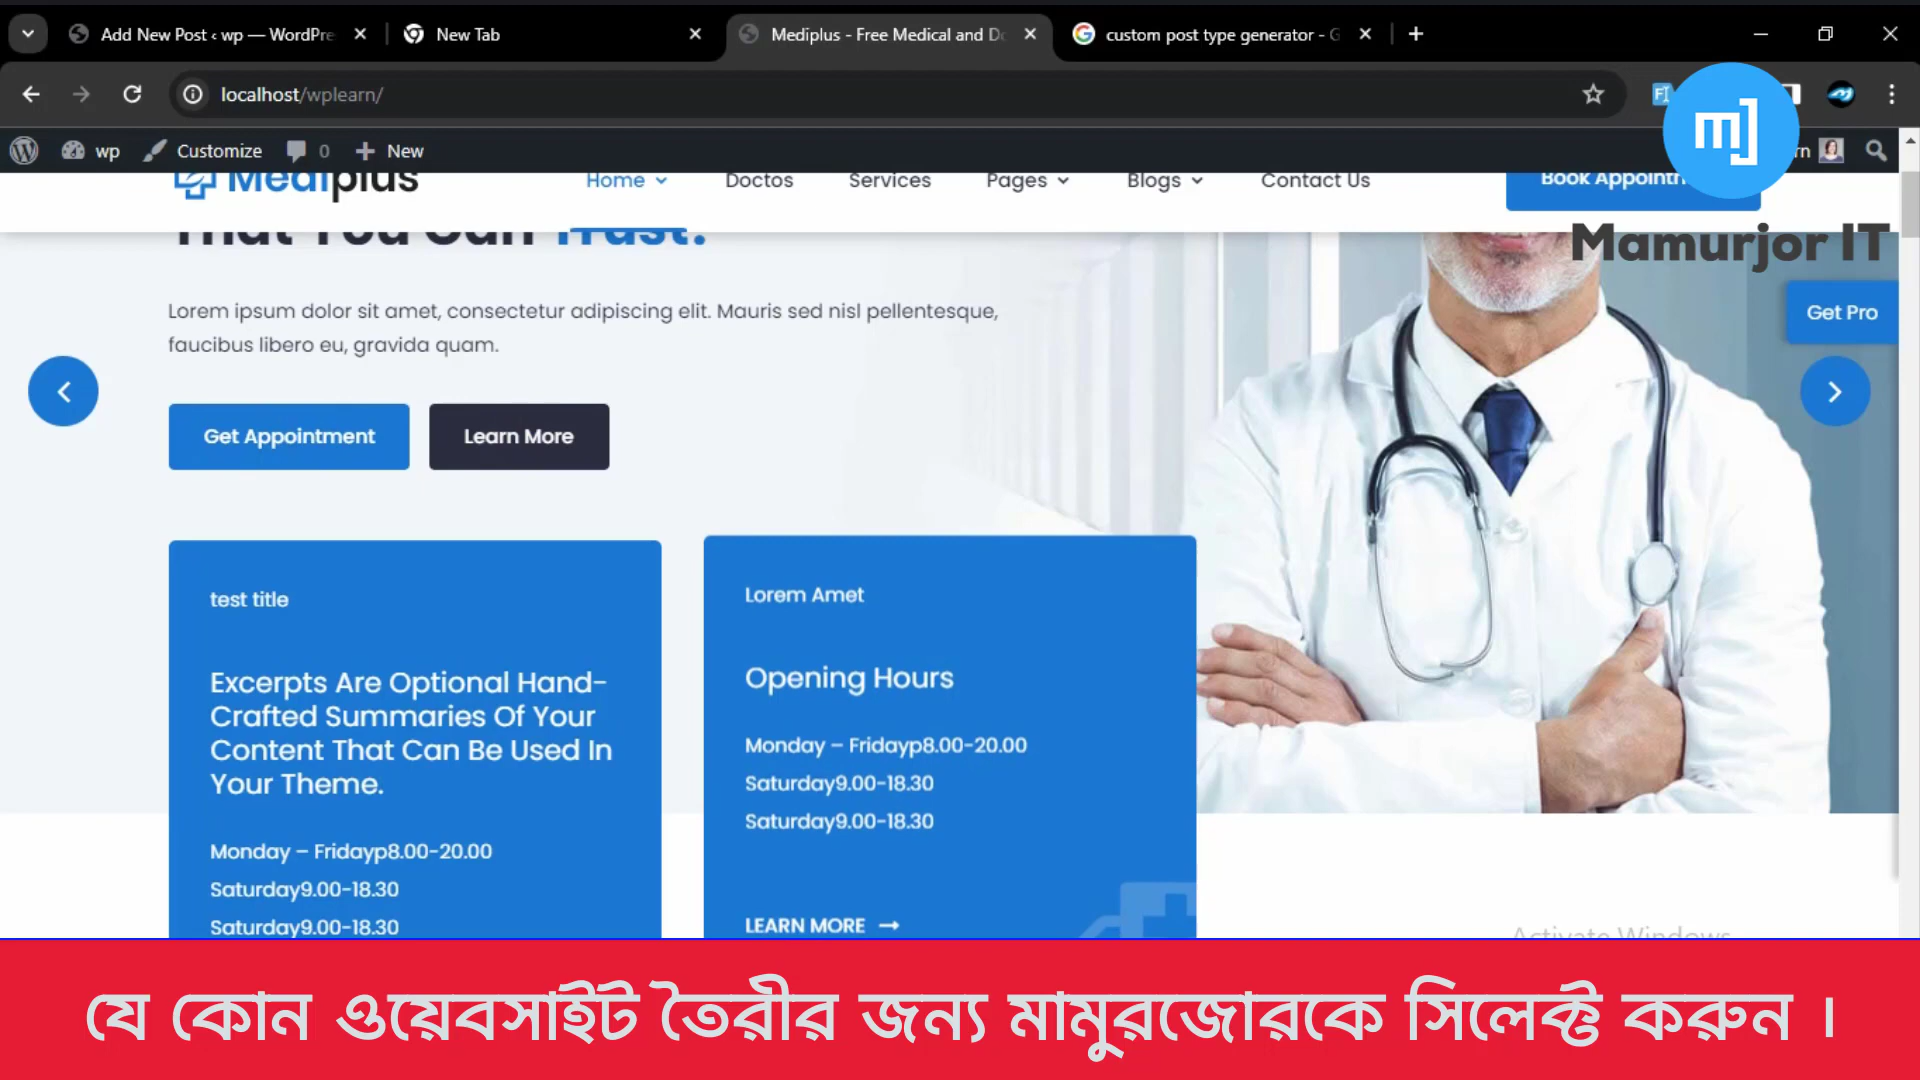 Add New Post ‹ wp — WordPre
New Tab
Mediplus - Free Medical and Do
custom post type generator - G
localhost/wplearn/
wp
Customize
0
New
rn
Mediplus
Home
Doctos
Services
Pages
Blogs
Contact Us
Book Appointm
mj
Mamurjor IT
That You Can Trust.
Lorem ipsum dolor sit amet, consectetur adipiscing elit. Mauris sed nisl pellentesque,
faucibus libero eu, gravida quam.
Get Pro
Get Appointment
Learn More
test title
Excerpts Are Optional Hand-
Crafted Summaries Of Your
Content That Can Be Used In
Your Theme.
Monday – Fridayp8.00-20.00
Saturday9.00-18.30
Saturday9.00-18.30
Lorem Amet
Opening Hours
Monday – Fridayp8.00-20.00
Saturday9.00-18.30
Saturday9.00-18.30
LEARN MORE
Activate Windows
যে কোন ওয়েবসাইট তৈরীর জন্য মামুরজোরকে সিলেক্ট করুন ।